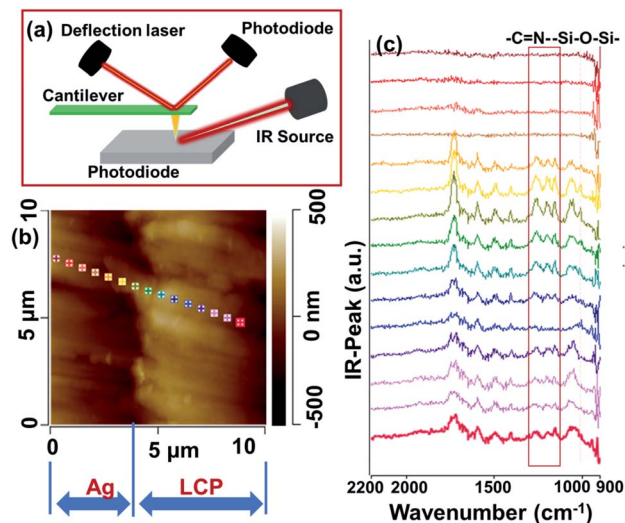 (a)
Deflection laser
Photodiode
Cantilever
IR Source
Photodiode
(b)
10
5 µm
0
0
5 µm
10
500
0 nm
-500
Ag
LCP
(c)
-C=N--Si-O-Si-
IR-Peak (a.u.)
2200 2000 1500 1000 900
Wavenumber (cm⁻¹)